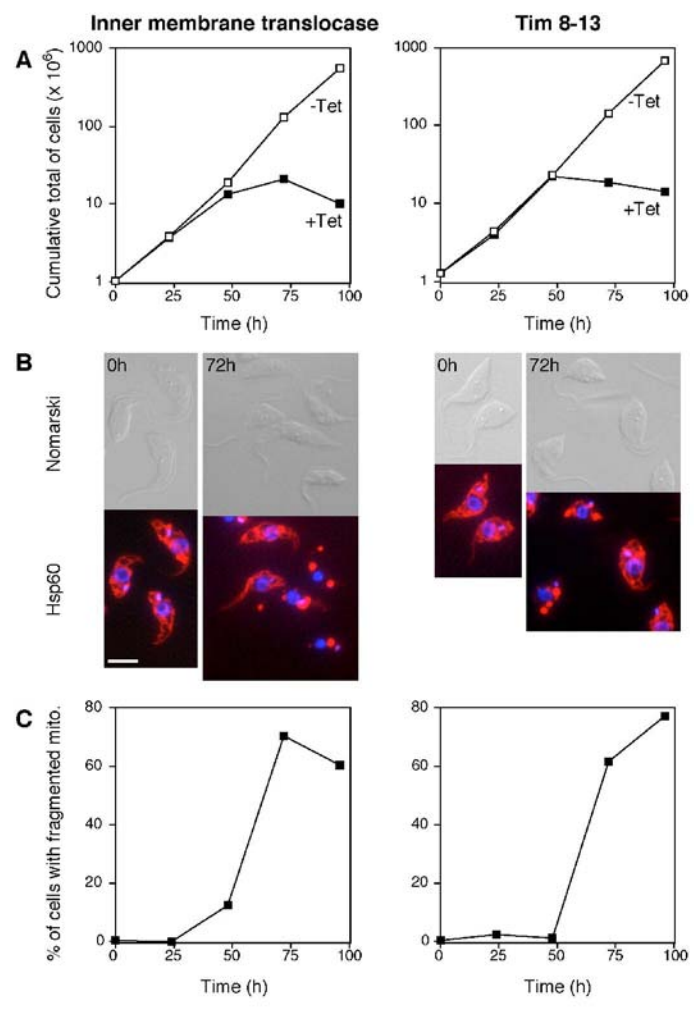 Inner membrane translocase
Tim 8-13
A
Cumulative total of cells (x 10⁶)
1000
100
10
1
0
25
50
75
100
Time (h)
-Tet
+Tet
1000
100
10
1
0
25
50
75
100
Time (h)
-Tet
+Tet
B
Nomarski
Hsp60
0h
72h
0h
72h
C
% of cells with fragmented mito.
80
60
40
20
0
0
25
50
75
100
Time (h)
80
60
40
20
0
0
25
50
75
100
Time (h)